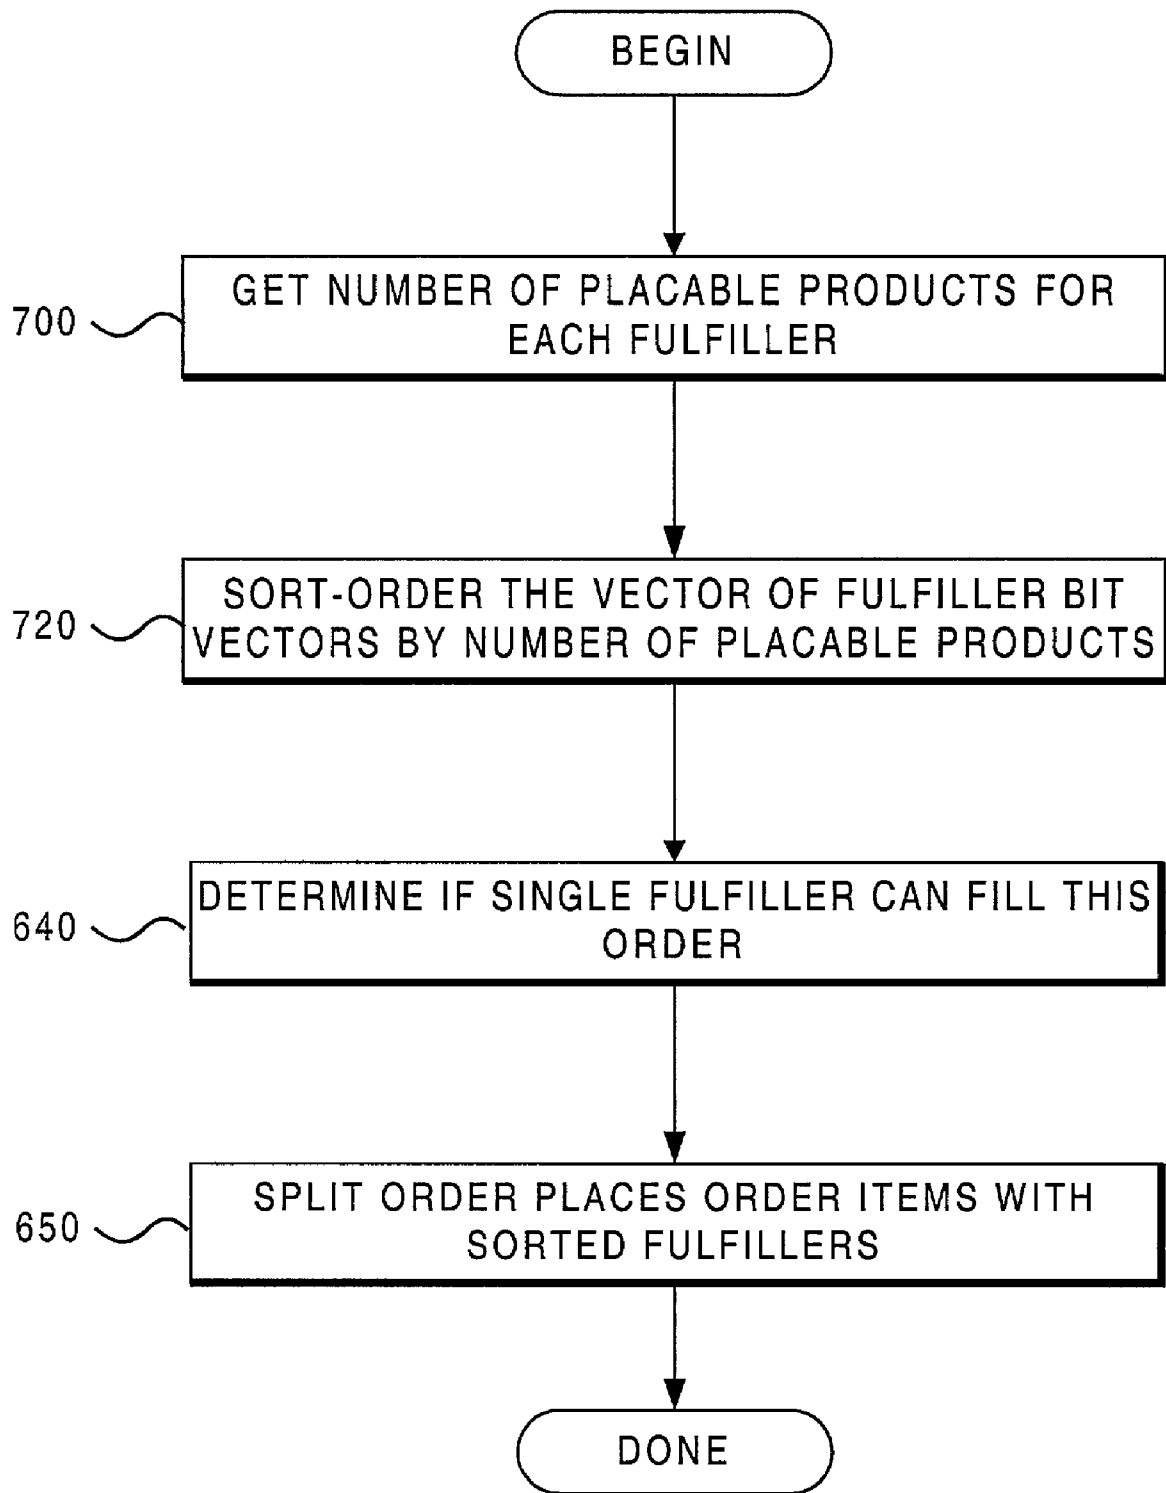 BEGIN
700
GET NUMBER OF PLACABLE PRODUCTS FOR
EACH FULFILLER
720
SORT-ORDER THE VECTOR OF FULFILLER BIT
VECTORS BY NUMBER OF PLACABLE PRODUCTS
640
DETERMINE IF SINGLE FULFILLER CAN FILL THIS
ORDER
650
SPLIT ORDER PLACES ORDER ITEMS WITH
SORTED FULFILLERS
DONE